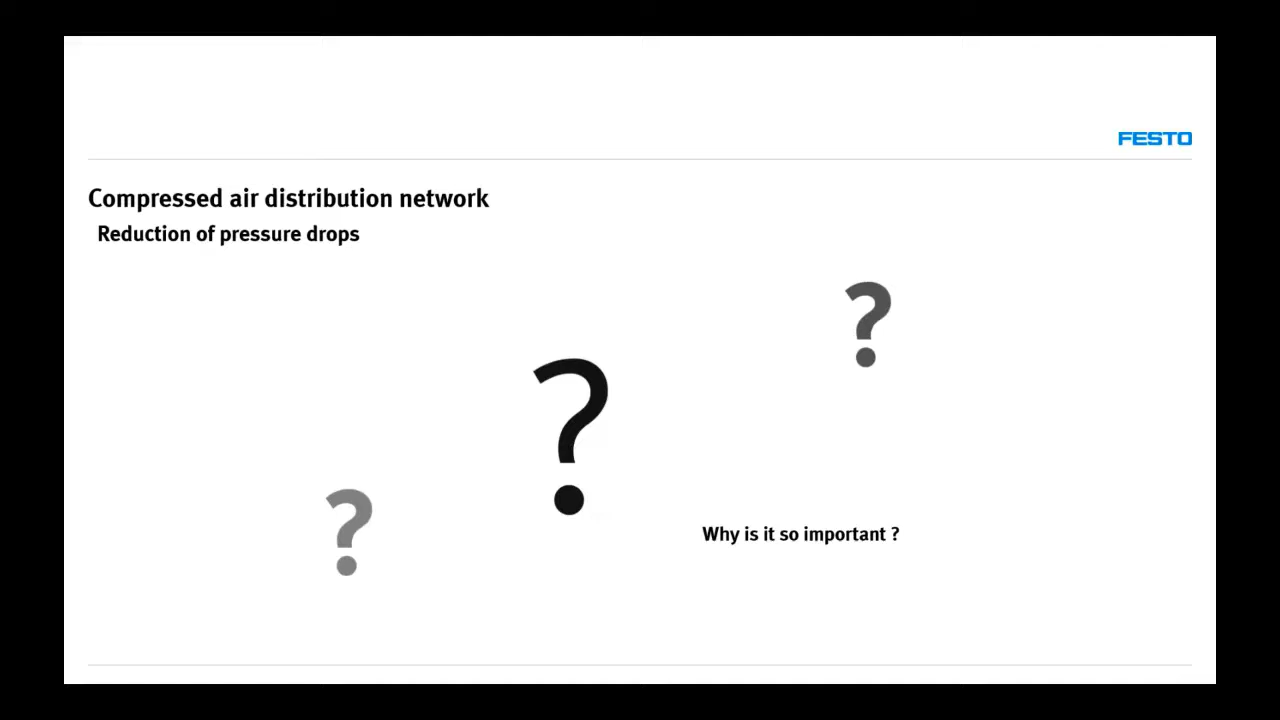 FESTO
Compressed air distribution network
Reduction of pressure drops
?
?
?
Why is it so important ?